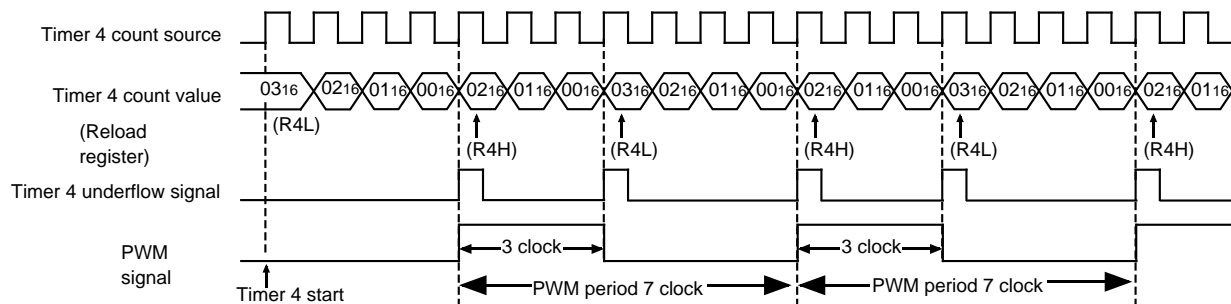 Timer 4 count source
Timer 4 count value
0316 0216 0116 0016 0216 0116 0016 0316 0216 0116 0016 0216 0116 0016 0316 0216 0116 0016 0216 0116
(Reload
register)
(R4L) (R4H) (R4L) (R4H) (R4L) (R4H)
Timer 4 underflow signal
PWM
signal
3 clock 3 clock
PWM period 7 clock PWM period 7 clock
Timer 4 start